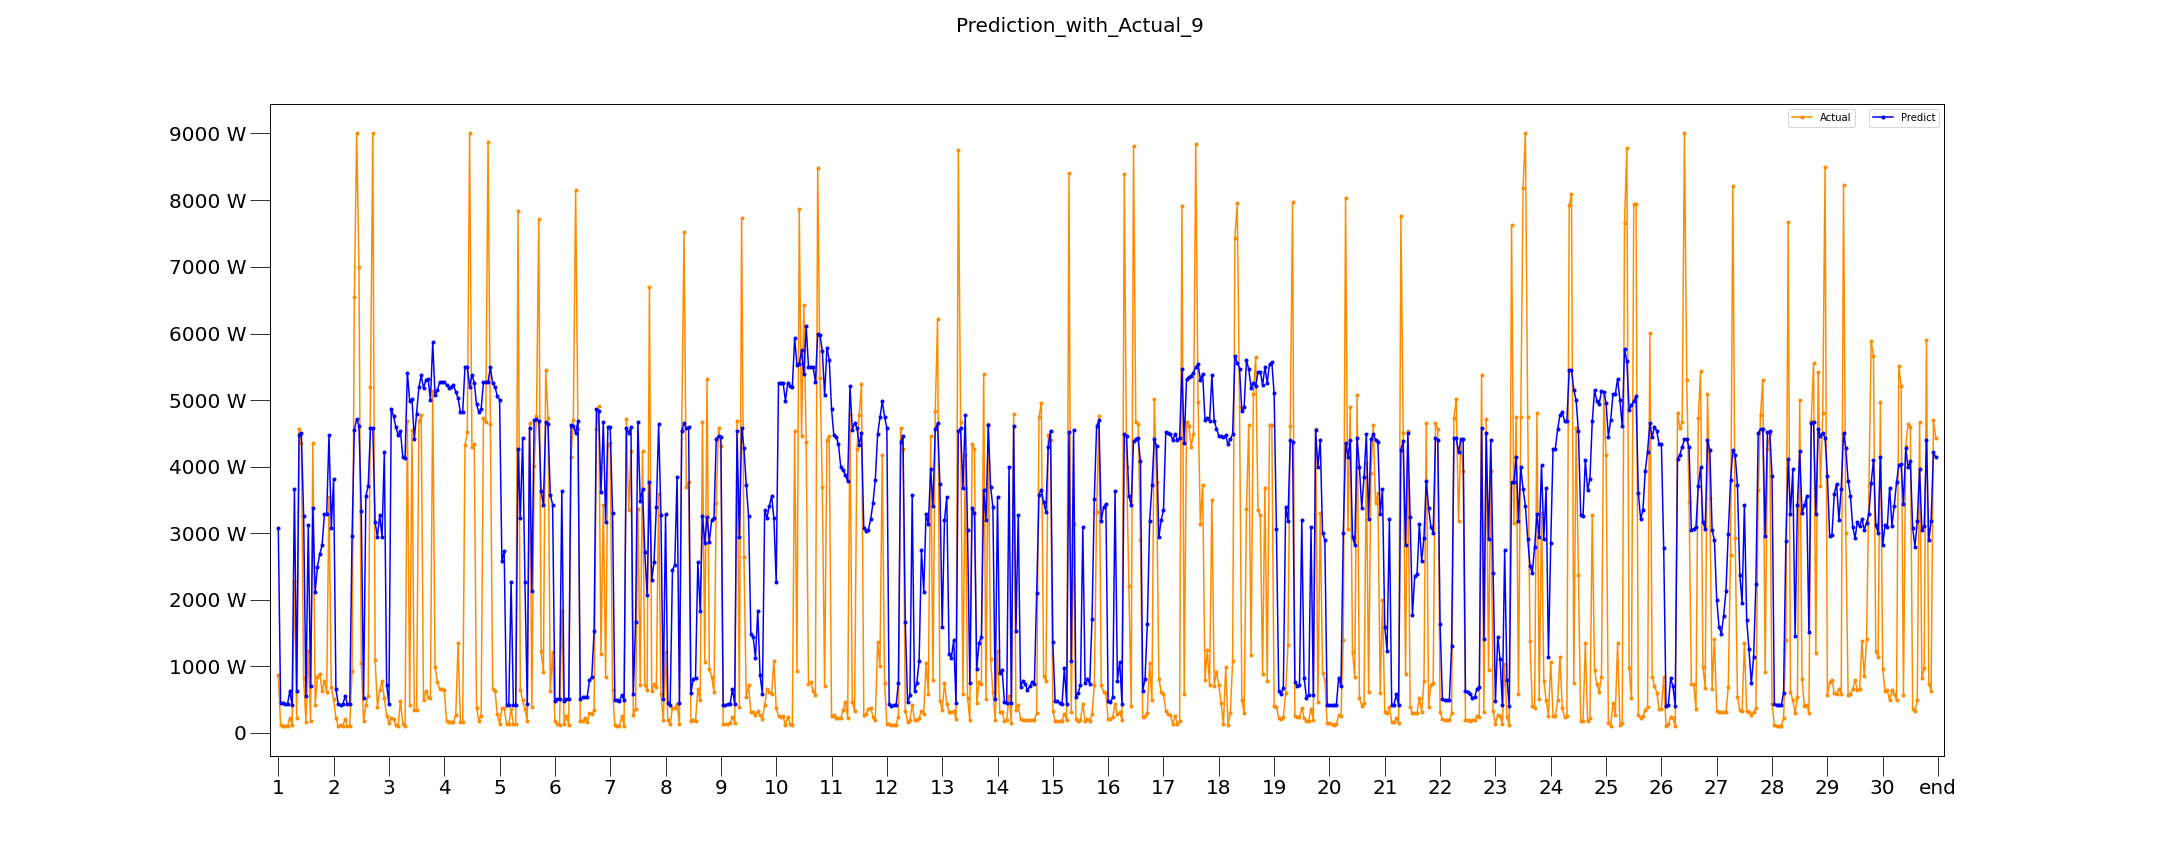 Prediction_with_Actual_9
Actual Predict
9000 W
8000 W
7000 W
6000 W
5000 W
4000 W
3000 W
2000 W
1000 W
0
1 2 3 4 5 6 7 8 9 10 11 12 13 14 15 16 17 18 19 20 21 22 23 24 25 26 27 28 29 30 end